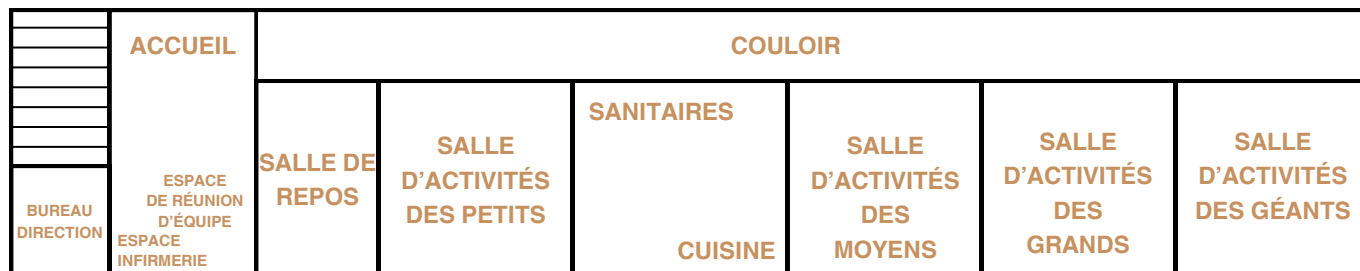 ACCUEIL
COULOIR
BUREAU
DIRECTION
ESPACE
DE RÉUNION
D'ÉQUIPE
ESPACE
INFIRMERIE
SALLE DE
REPOS
SALLE
D'ACTIVITÉS
DES PETITS
SANITAIRES
CUISINE
SALLE
D'ACTIVITÉS
DES
MOYENS
SALLE
D'ACTIVITÉS
DES
GRANDS
SALLE
D'ACTIVITÉS
DES GÉANTS